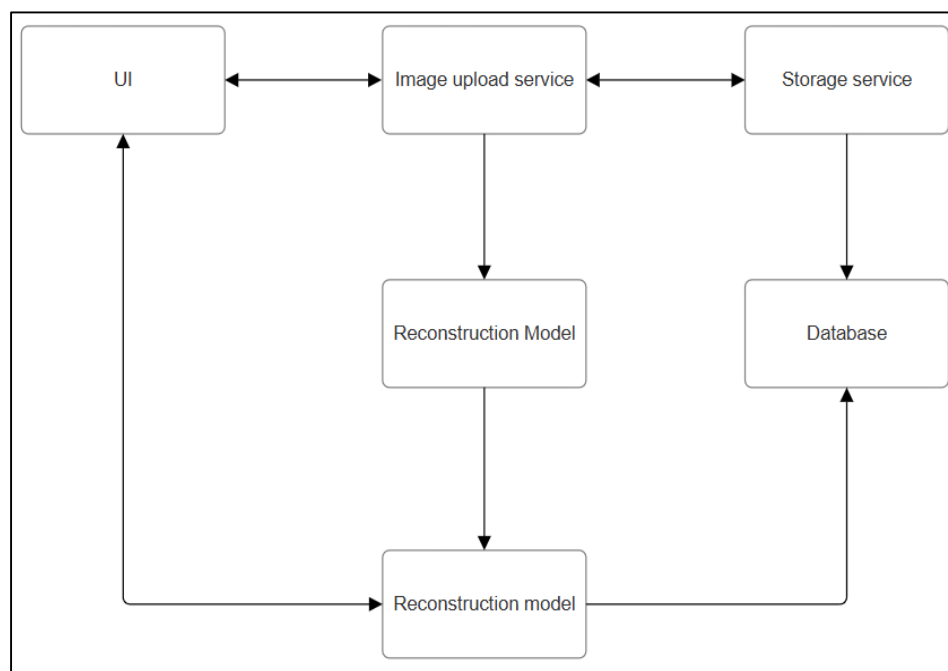 UI
Image upload service
Storage service
Reconstruction Model
Database
Reconstruction model